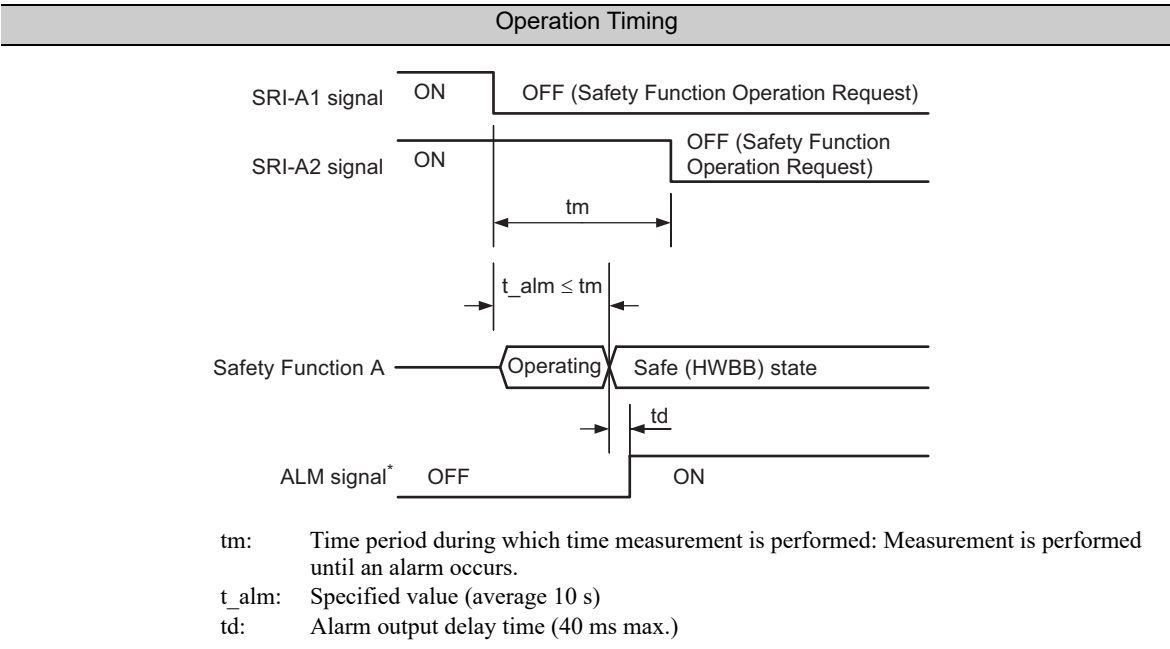 Operation Timing
SRI-A1 signal ON OFF (Safety Function Operation Request)
SRI-A2 signal ON OFF (Safety Function
Operation Request)
tm
t_alm ≤ tm
Safety Function A Operating Safe (HWBB) state
td
ALM signal* OFF ON
tm: Time period during which time measurement is performed: Measurement is performed
until an alarm occurs.
t_alm: Specified value (average 10 s)
td: Alarm output delay time (40 ms max.)